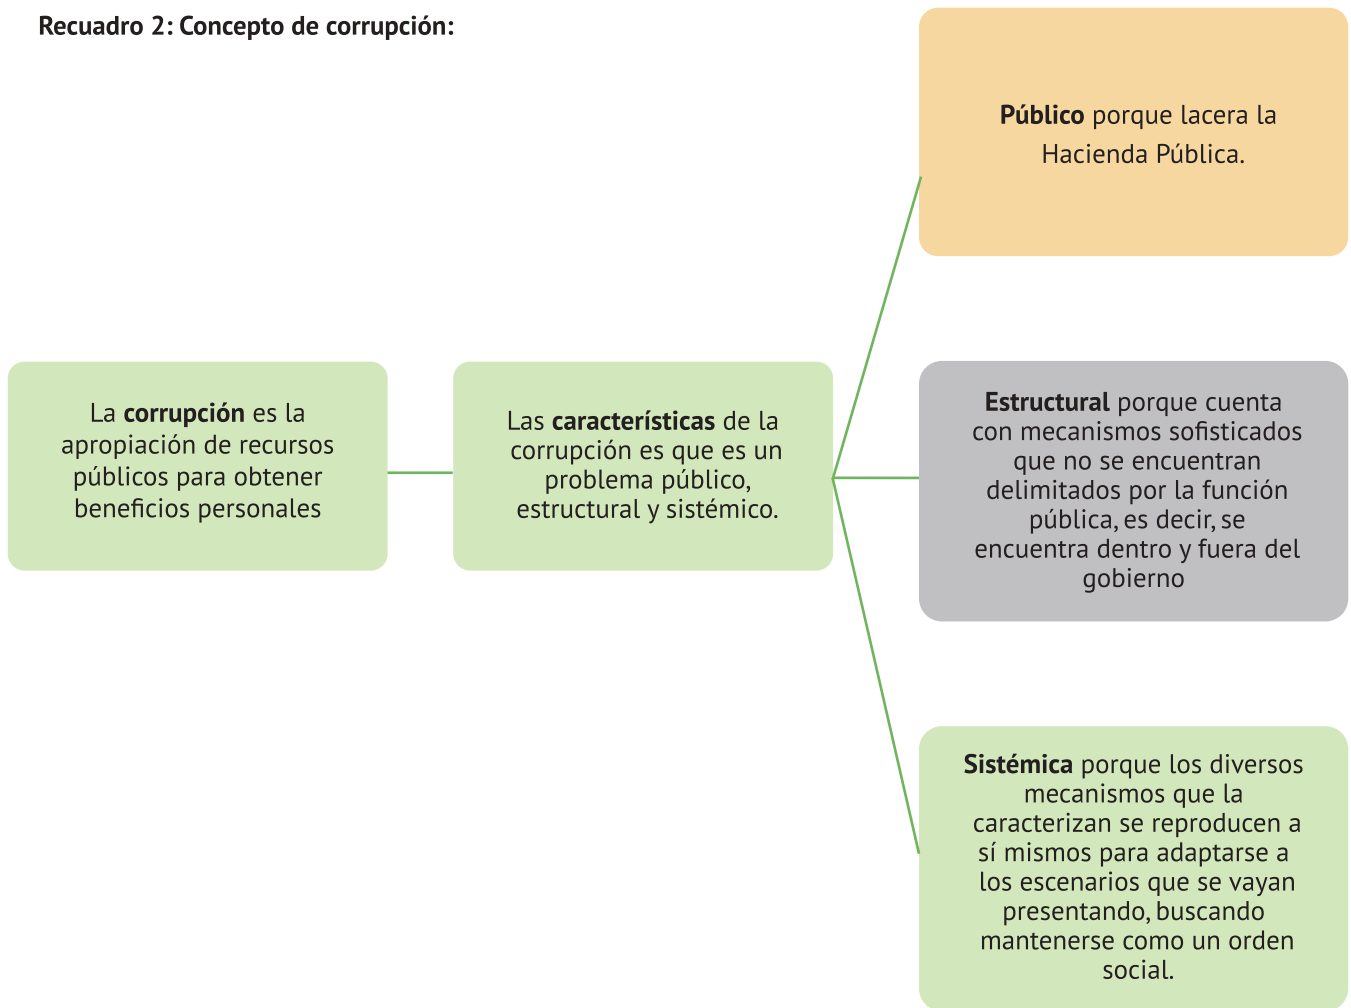 Recuadro 2: Concepto de corrupción:
La corrupción es la
apropiación de recursos
públicos para obtener
beneficios personales
Las características de la
corrupción es que es un
problema público,
estructural y sistémico.
Público porque lacera la
Hacienda Pública.
Estructural porque cuenta
con mecanismos sofisticados
que no se encuentran
delimitados por la función
pública, es decir, se
encuentra dentro y fuera del
gobierno
Sistémica porque los diversos
mecanismos que la
caracterizan se reproducen a
sí mismos para adaptarse a
los escenarios que se vayan
presentando, buscando
mantenerse como un orden
social.